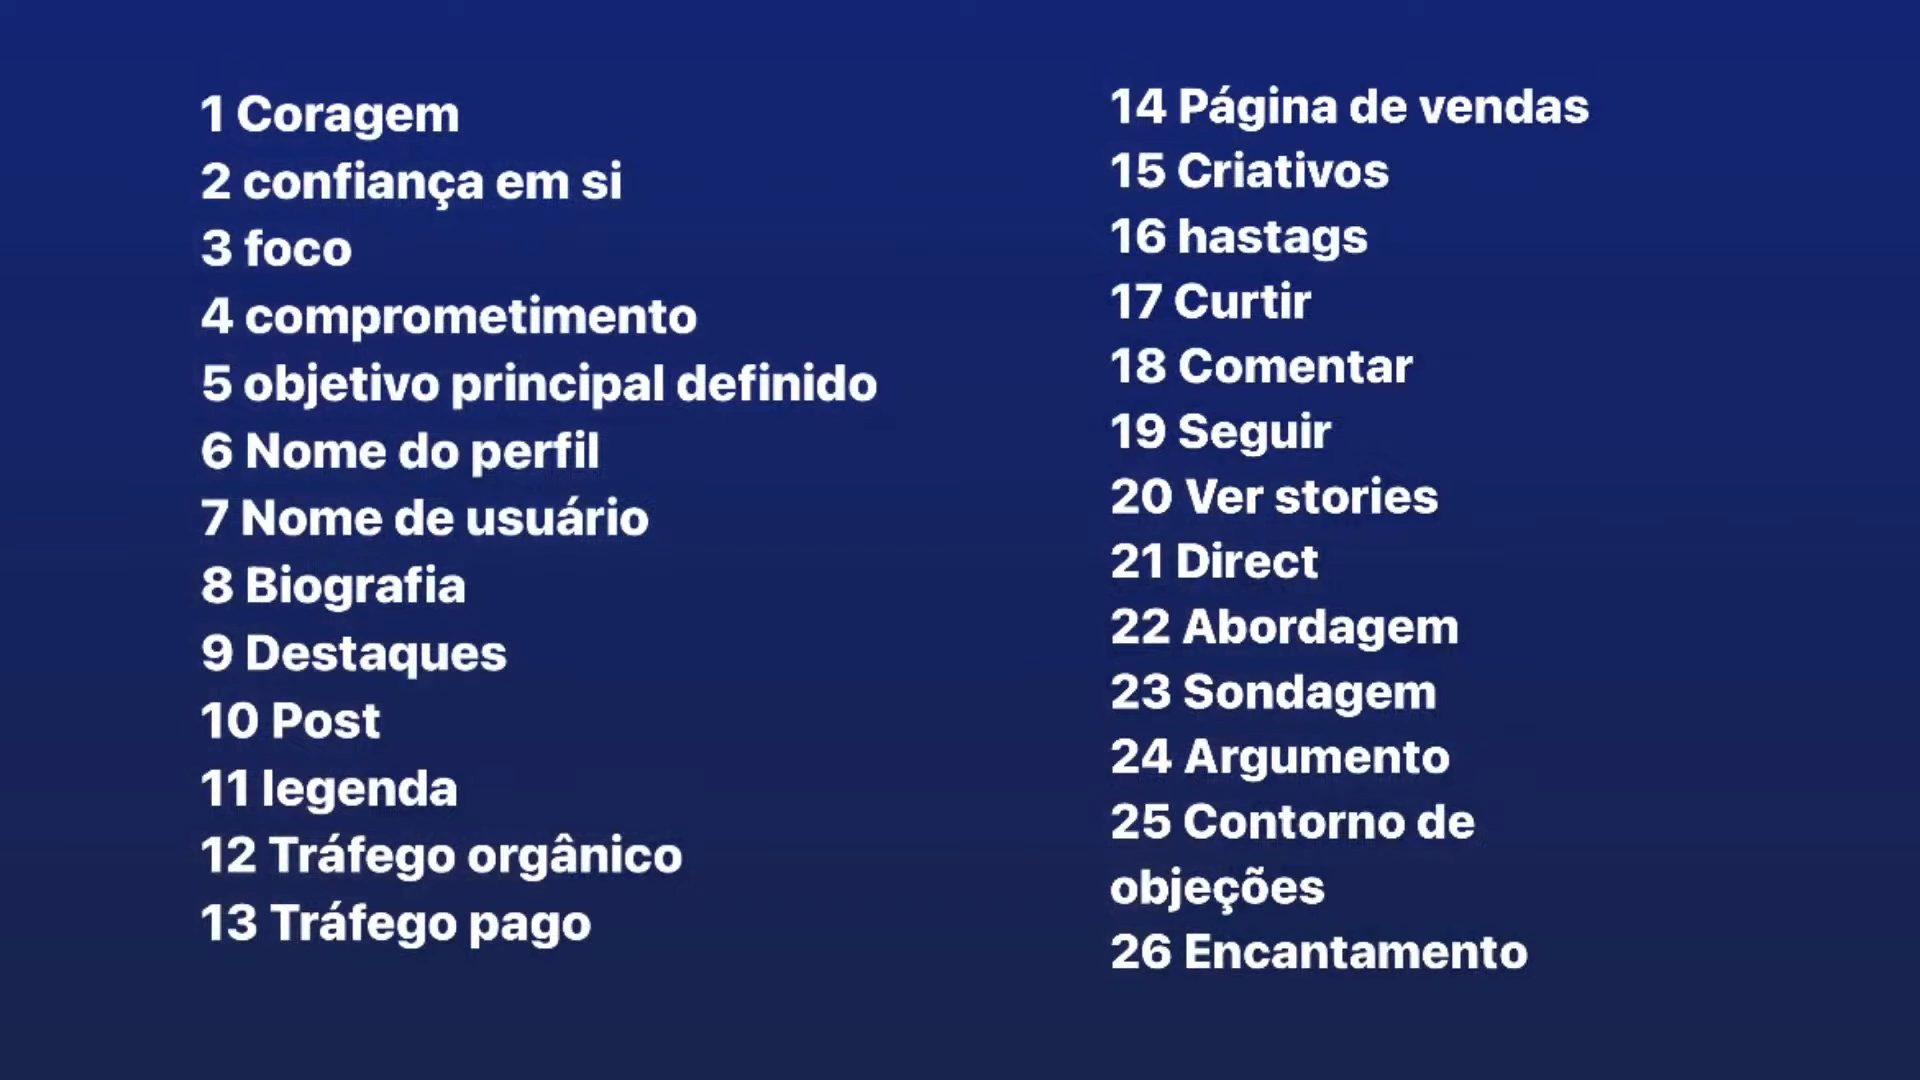 1 Coragem
2 confiança em si
3 foco
4 comprometimento
5 objetivo principal definido
6 Nome do perfil
7 Nome de usuário
8 Biografia
9 Destaques
10 Post
11 legenda
12 Tráfego orgânico
13 Tráfego pago
14 Página de vendas
15 Criativos
16 hastags
17 Curtir
18 Comentar
19 Seguir
20 Ver stories
21 Direct
22 Abordagem
23 Sondagem
24 Argumento
25 Contorno de
objeções
26 Encantamento